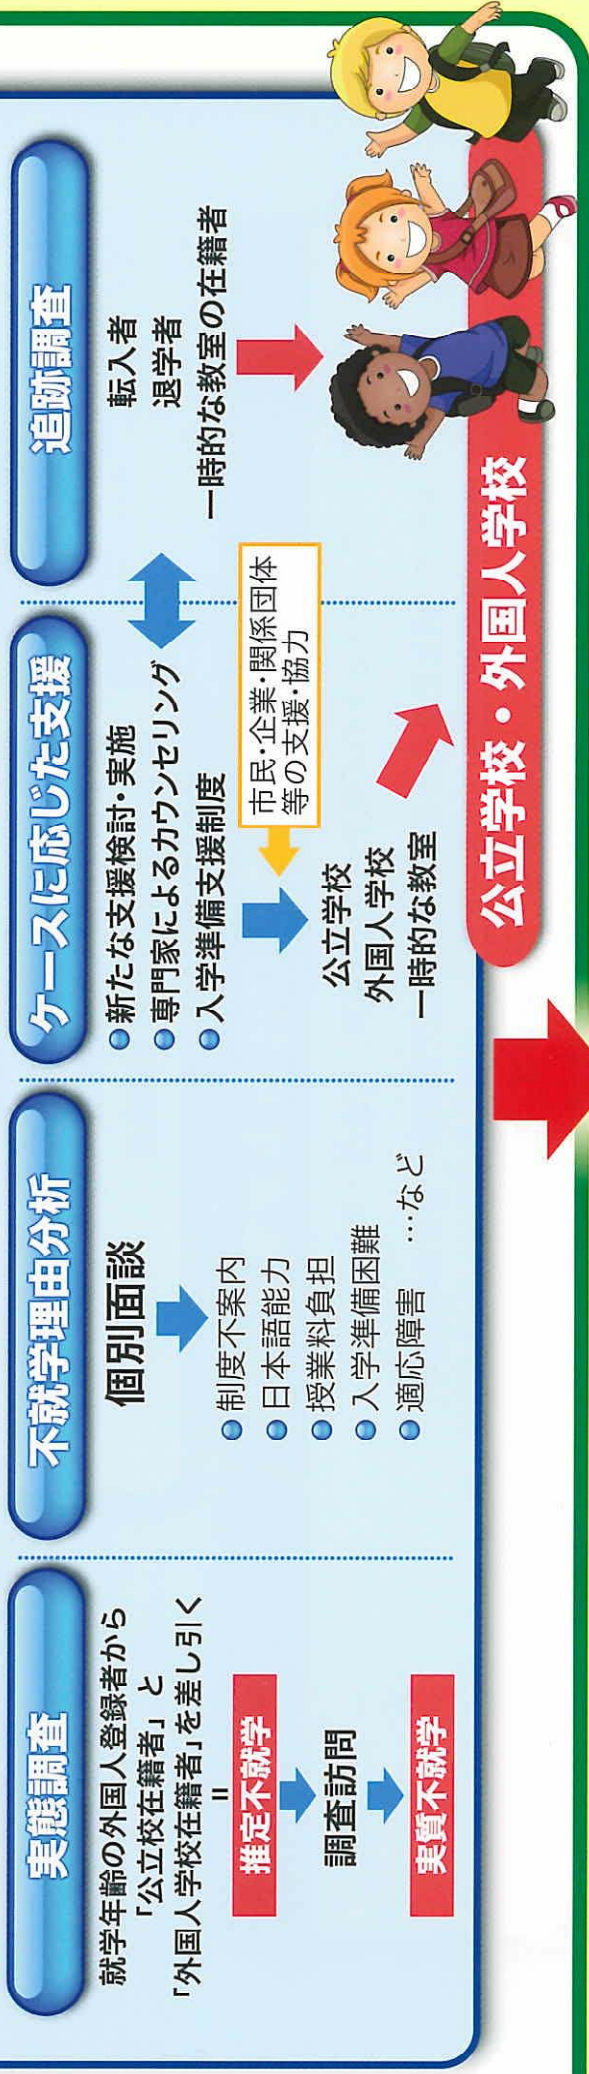 実態調査
就学年齢の外国人登録者から
「公立校在籍者」と
「外国人学校在籍者」を差し引く
=
推定不就学
調査訪問
実質不就学
不就学理由分析
個別面談
制度不案内
日本語能力
授業料負担
入学準備困難
適応障害 …など
ケースに応じた支援
新たな支援検討・実施
専門家によるカウンセリング
入学準備支援制度
市民・企業・関係団体
等の支援・協力
公立学校
外国人学校
一時的な教室
追跡調査
転入者
退学者
一時的な教室の在籍者
公立学校・外国人学校